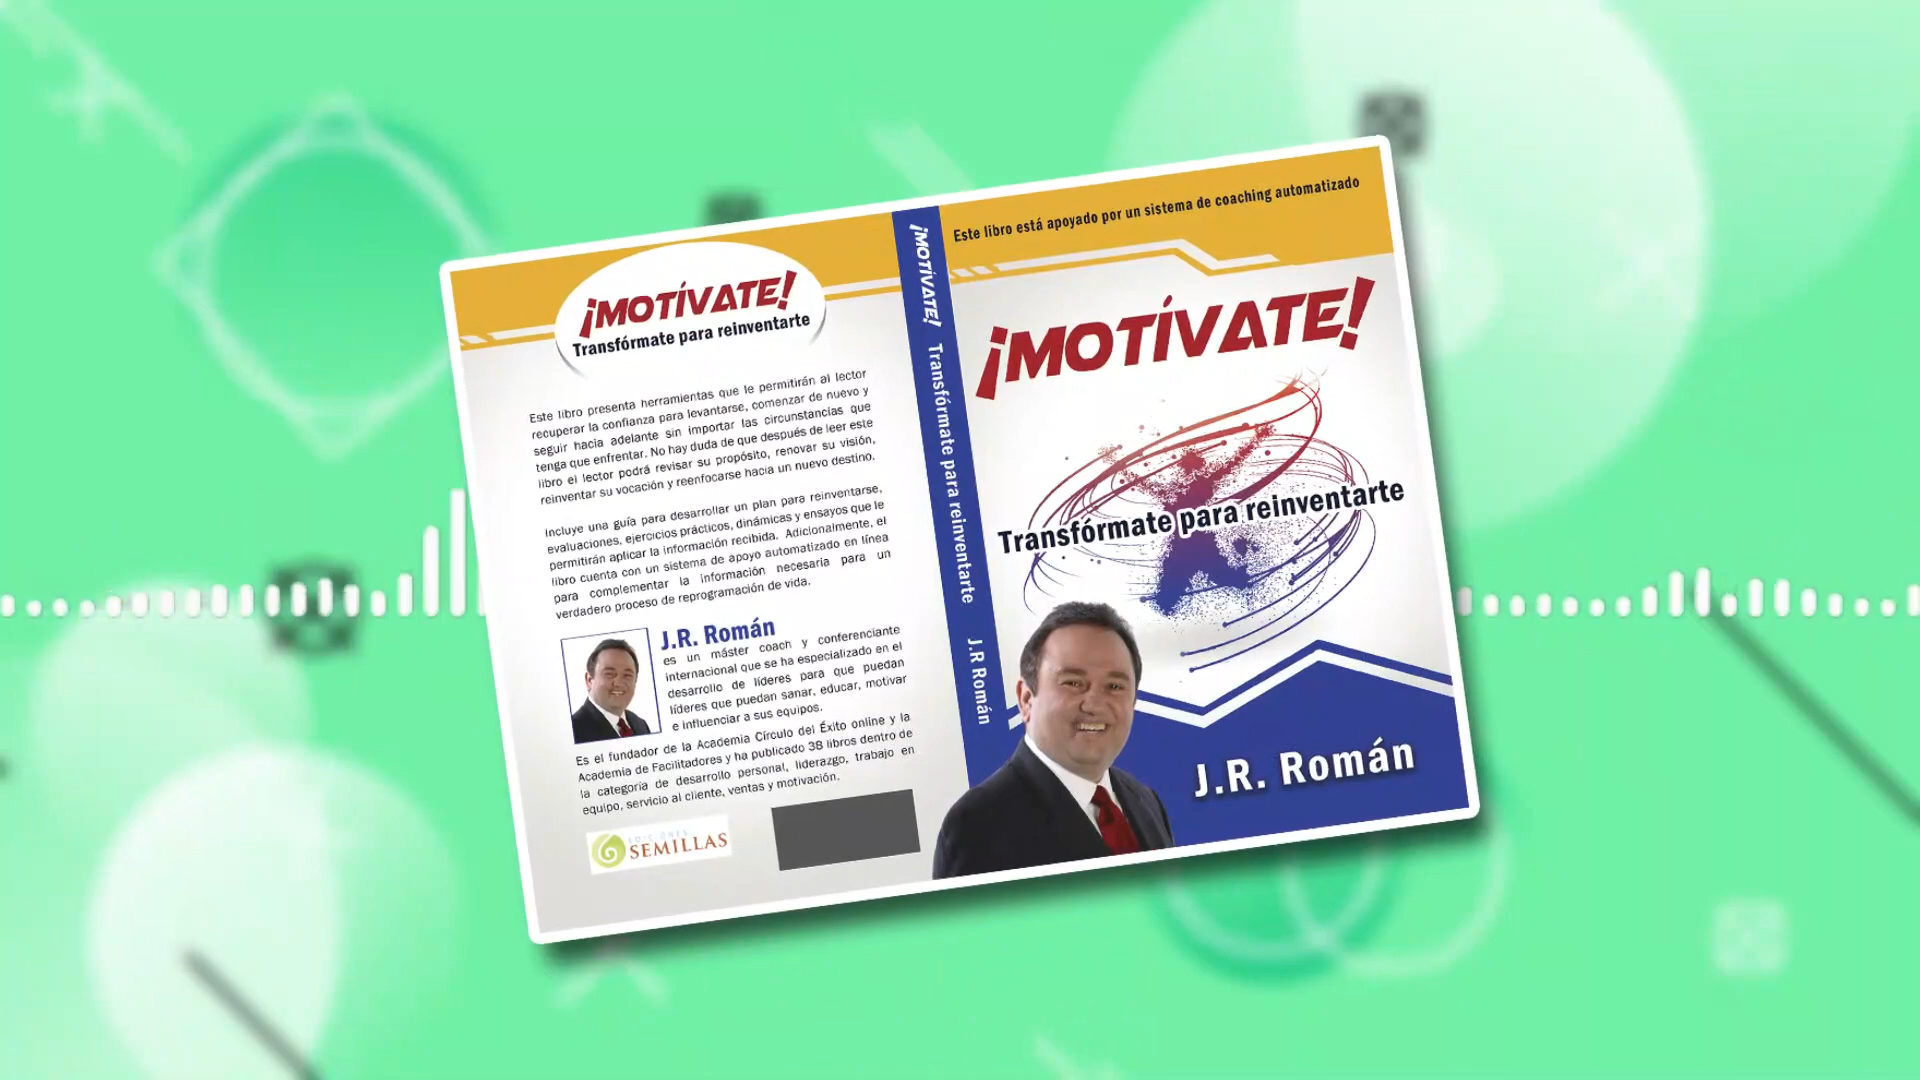 ¡MOTÍVATE!
Transfórmate para reinventarte
Este libro presenta herramientas que le permitirán al lector
recuperar la confianza para levantarse, comenzar de nuevo y
seguir hacia adelante sin importar las circunstancias que
tenga que enfrentar. No hay duda de que después de leer este
libro el lector podrá revisar su propósito, renovar su visión,
reinventar su vocación y reenfocarse hacia un nuevo destino.
Incluye una guía para desarrollar un plan para reinventarse,
evaluaciones, ejercicios prácticos, dinámicas y ensayos que le
permitirán aplicar la información recibida. Adicionalmente, el
libro cuenta con un sistema de apoyo automatizado en línea
para complementar la información necesaria para un
verdadero proceso de reprogramación de vida.
J.R. Román
es un máster coach y conferenciante
internacional que se ha especializado en el
desarrollo de líderes para que puedan
líderes que puedan sanar, educar, motivar
e influenciar a sus equipos.
Es el fundador de la Academia Círculo del Éxito online y la
Academia de Facilitadores y ha publicado 38 libros dentro de
la categoría de desarrollo personal, liderazgo, trabajo en
equipo, servicio al cliente, ventas y motivación.
EDICIONES
SEMILLAS
¡MOTÍVATE! Transfórmate para reinventarte J.R Román
Este libro está apoyado por un sistema de coaching automatizado
¡MOTÍVATE!
Transfórmate para reinventarte
J.R. Román